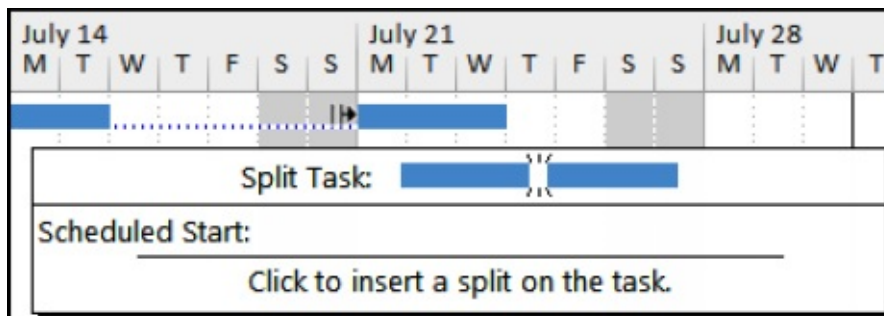 July 14 July 21 July 28
M T W T F S S M T W T F S S M T W T
Split Task:
Scheduled Start:
Click to insert a split on the task.